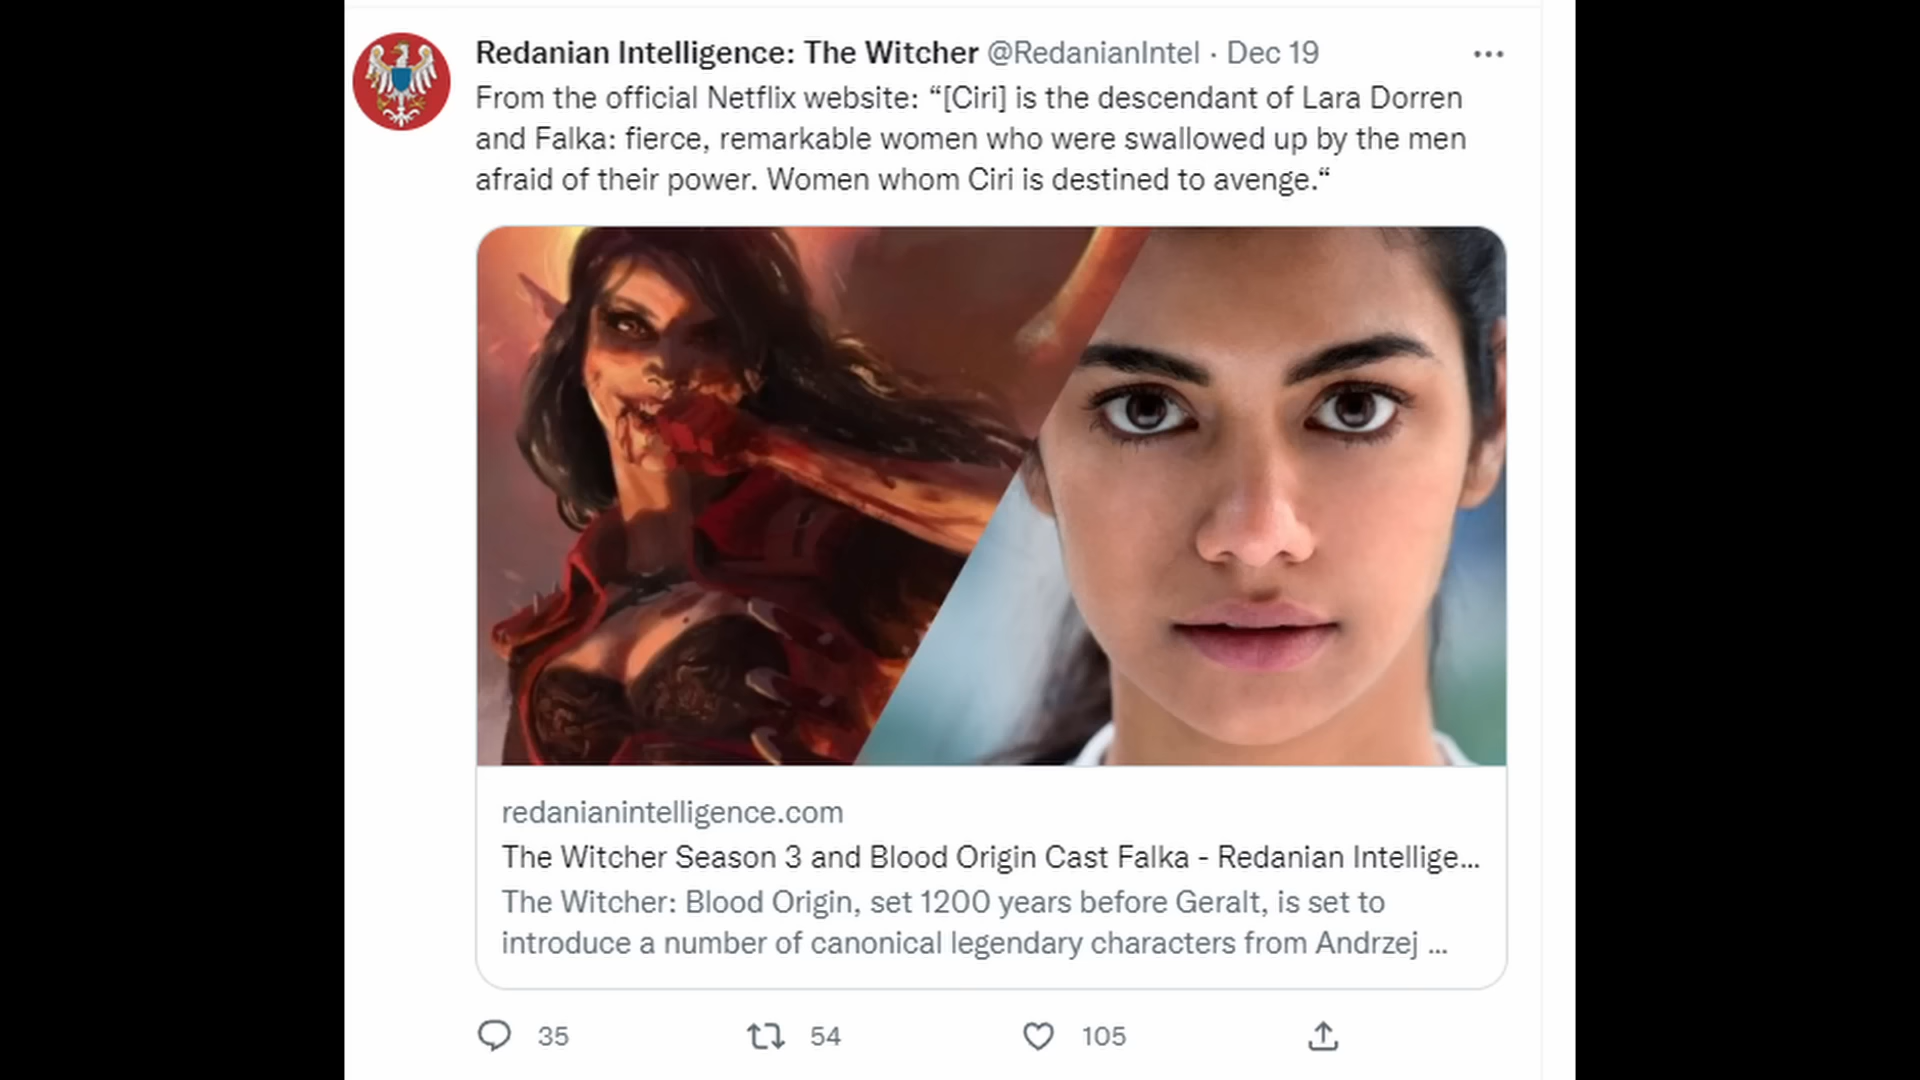 Redanian Intelligence: The Witcher @RedanianIntel · Dec 19
From the official Netflix website: “[Ciri] is the descendant of Lara Dorren
and Falka: fierce, remarkable women who were swallowed up by the men
afraid of their power. Women whom Ciri is destined to avenge.“
redanianintelligence.com
The Witcher Season 3 and Blood Origin Cast Falka - Redanian Intellige...
The Witcher: Blood Origin, set 1200 years before Geralt, is set to
introduce a number of canonical legendary characters from Andrzej ...
35 54 105